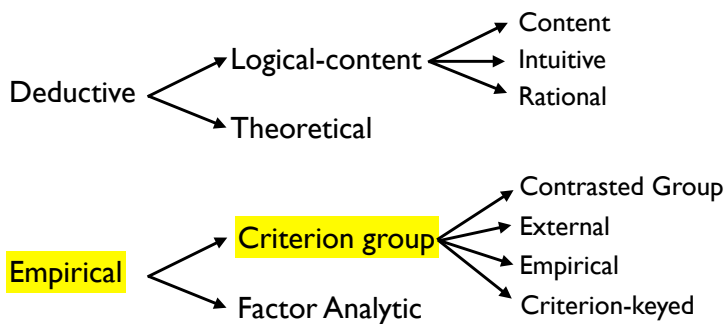 Deductive
Logical-content
Theoretical
Content
Intuitive
Rational
Empirical
Criterion group
Factor Analytic
Contrasted Group
External
Empirical
Criterion-keyed